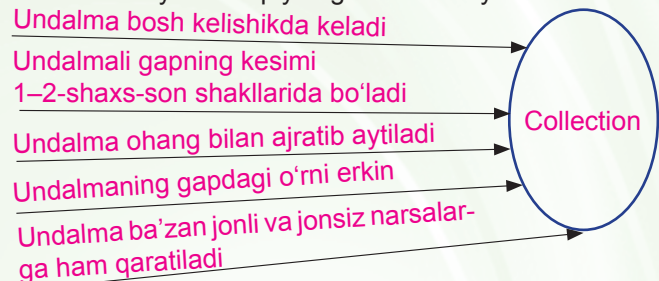 Undalma bosh kelishikda keladi
Undalmali gapning kesimi
1–2-shaxs-son shakllarida bo‘ladi
Undalma ohang bilan ajratib aytiladi
Undalmaning gapdagi o‘rni erkin
Undalma ba’zan jonli va jonsiz narsalar-
ga ham qaratiladi
Collection